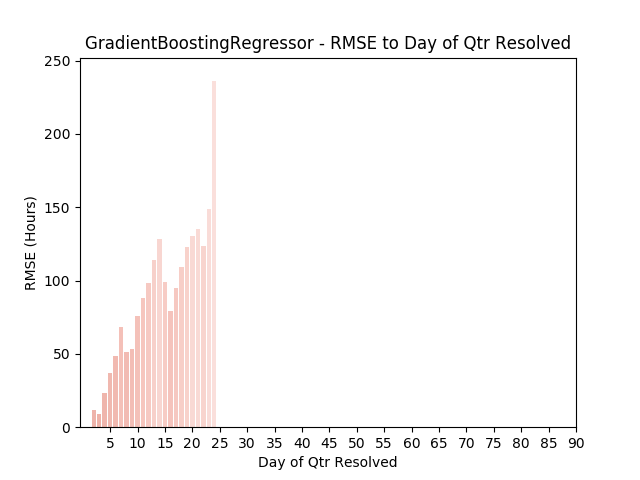 GradientBoostingRegressor - RMSE to Day of Qtr Resolved
250
200
150
100
50
0
RMSE (Hours)
5 10 15 20 25 30 35 40 45 50 55 60 65 70 75 80 85 90
Day of Qtr Resolved